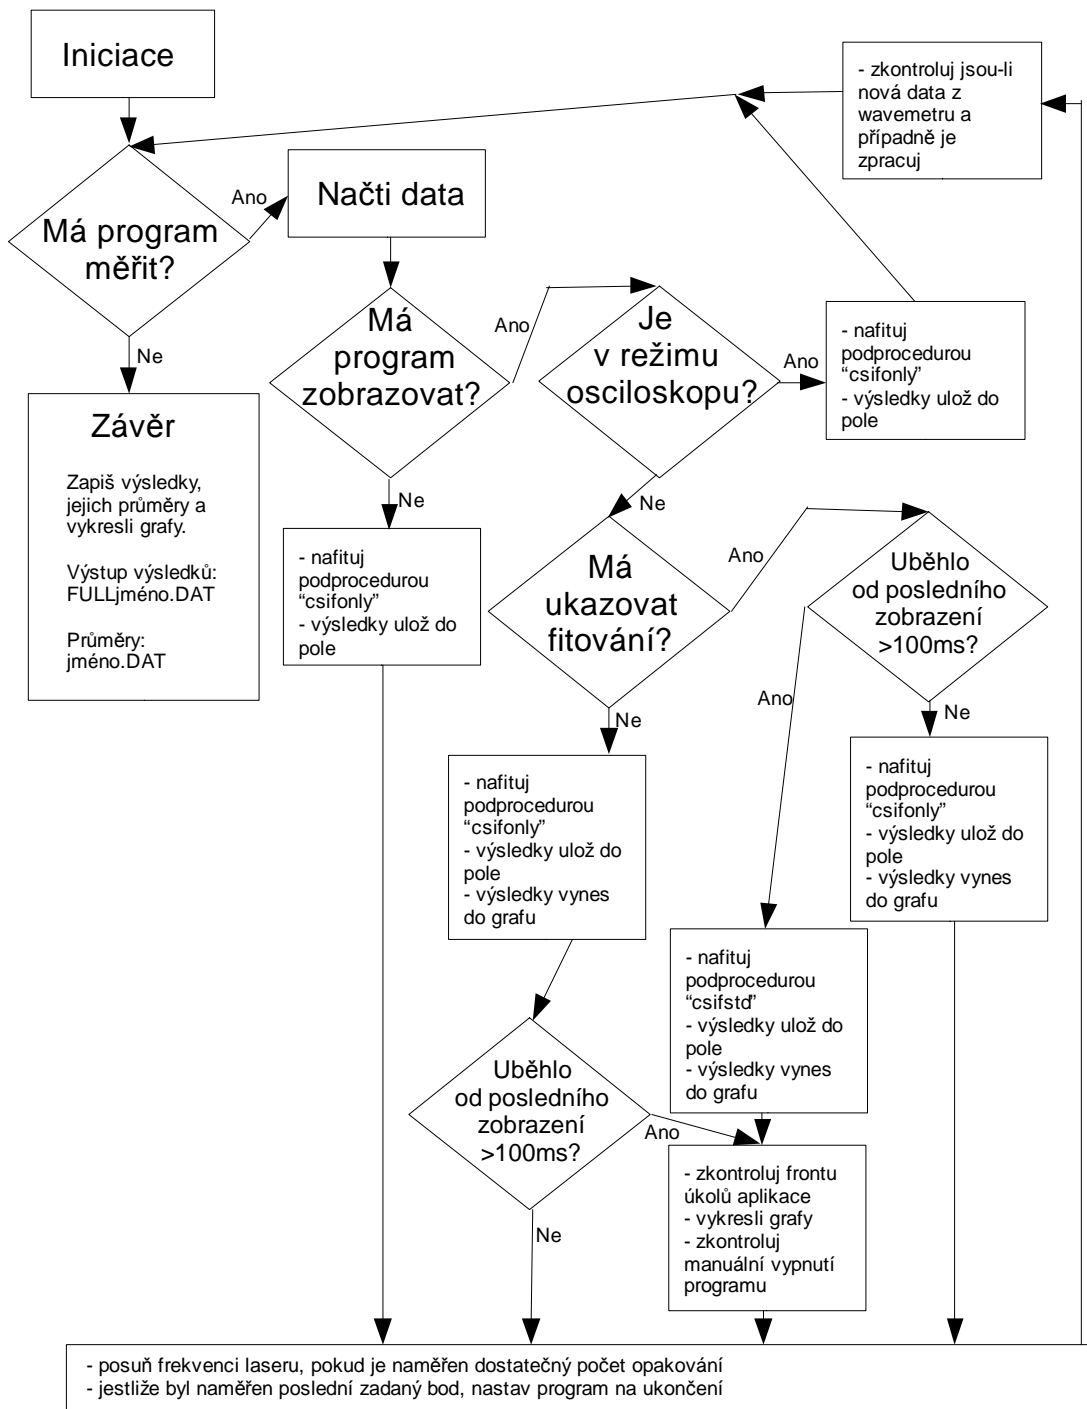 Iniciace
- zkontroluj jsou-li
nová data z
wavemetru a
případně je
zpracuj
Ano
Načti data
Má program
měřit?
Ne
Má
program
zobrazovat?
Ano
Je
v režimu
osciloskopu?
Ano
- nafituj
podprocedurou
“csifonly”
- výsledky ulož do
pole
Závěr
Zapiš výsledky,
jejich průměry a
vykresli grafy.
Výstup výsledků:
FULLjméno.DAT
Průměry:
jméno.DAT
Ne
- nafituj
podprocedurou
“csifonly”
- výsledky ulož do
pole
Ne
Má
ukazovat
fitování?
Ano
Uběhlo
od posledního
zobrazení
>100ms?
Ano
Ne
Ne
- nafituj
podprocedurou
“csifonly”
- výsledky ulož do
pole
- výsledky vynes
do grafu
- nafituj
podprocedurou
“csifonly”
- výsledky ulož do
pole
- výsledky vynes
do grafu
- nafituj
podprocedurou
“csifstd”
- výsledky ulož do
pole
- výsledky vynes
do grafu
Uběhlo
od posledního
zobrazení
>100ms?
Ano
Ne
- zkontroluj frontu
úkolů aplikace
- vykresli grafy
- zkontroluj
manuální vypnutí
programu
- posuň frekvenci laseru, pokud je naměřen dostatečný počet opakování
- jestliže byl naměřen poslední zadaný bod, nastav program na ukončení